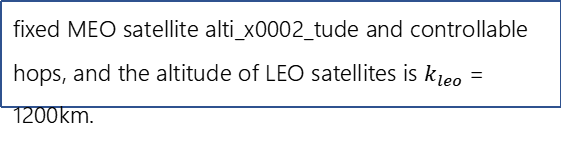 fixed MEO satellite alti_x0002_tude and controllable
hops, and the altitude of LEO satellites is k_leo =
1200km.